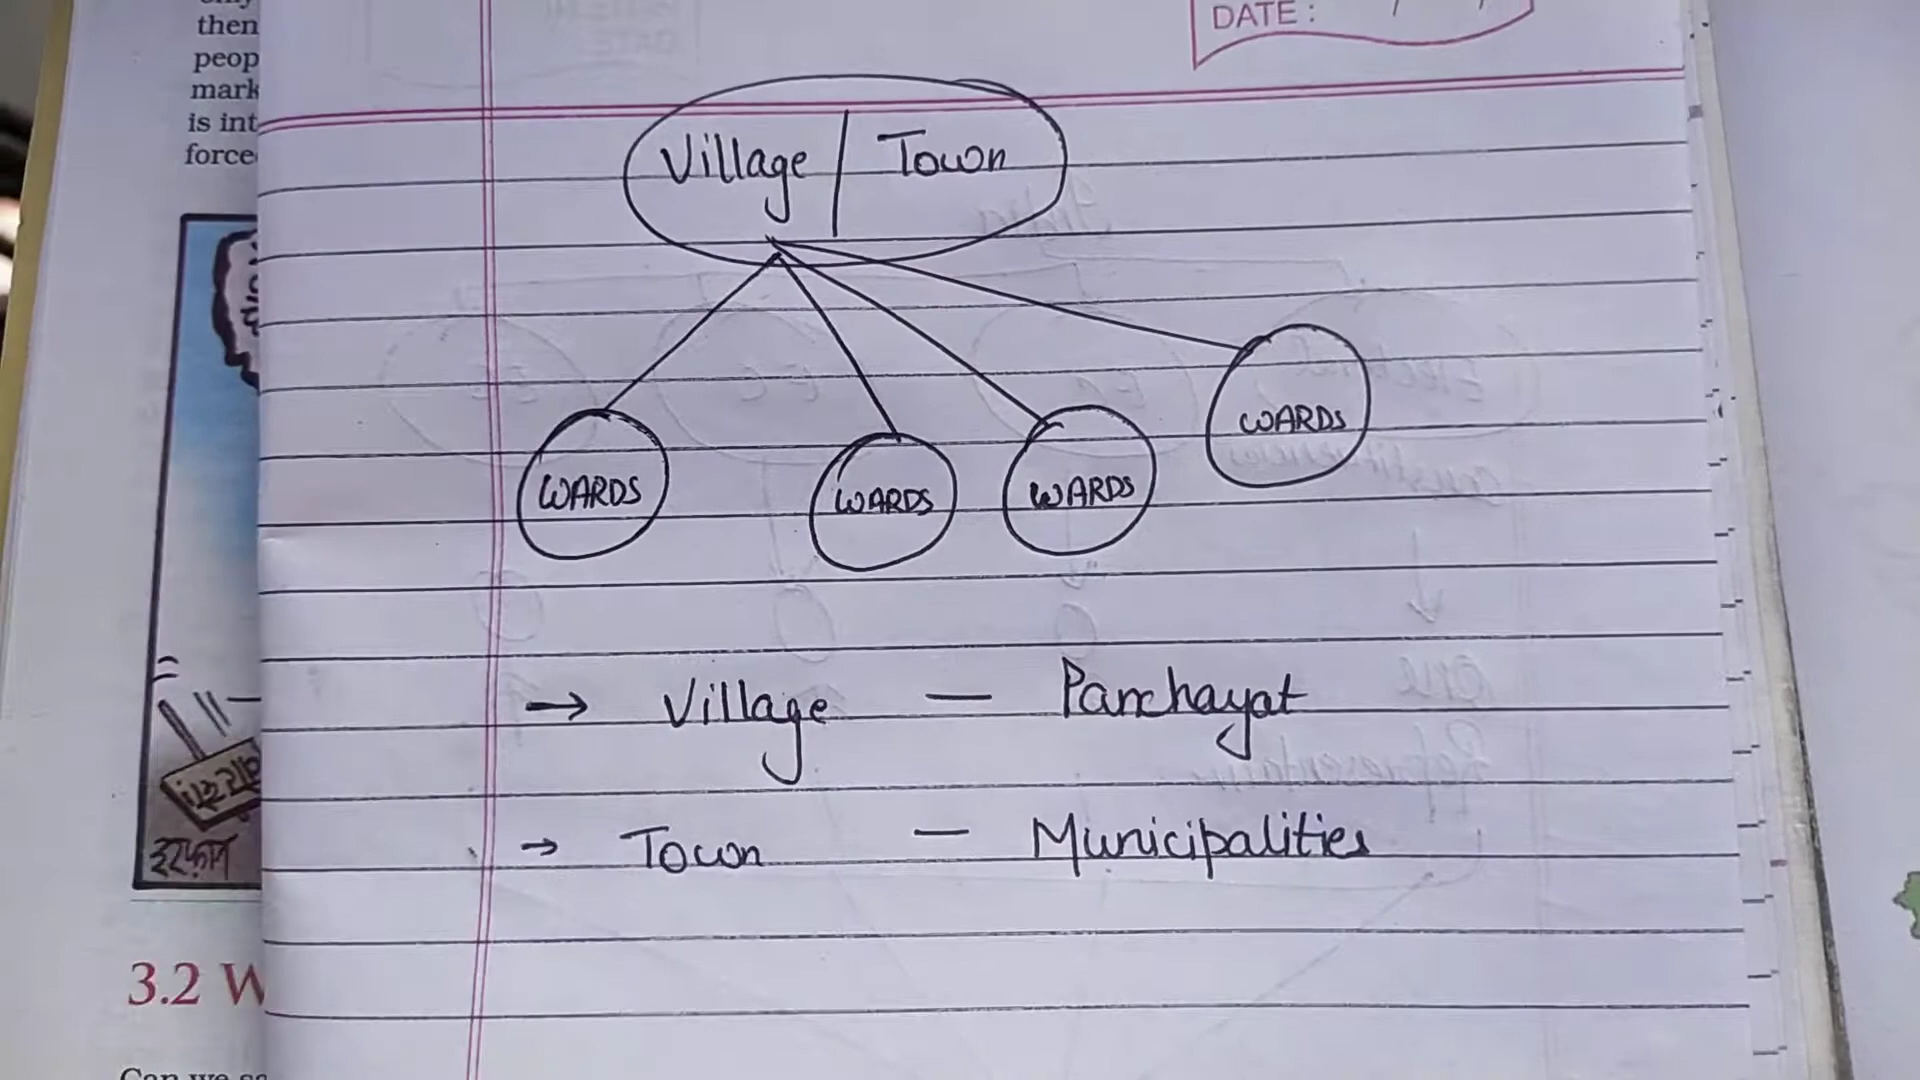 then
peop
mark
is int
force
DATE :
Village | Town
WARDS
WARDS
WARDS
WARDS
→ Village — Panchayat
→ Town — Municipalities
इरफ़ान
3.2 W